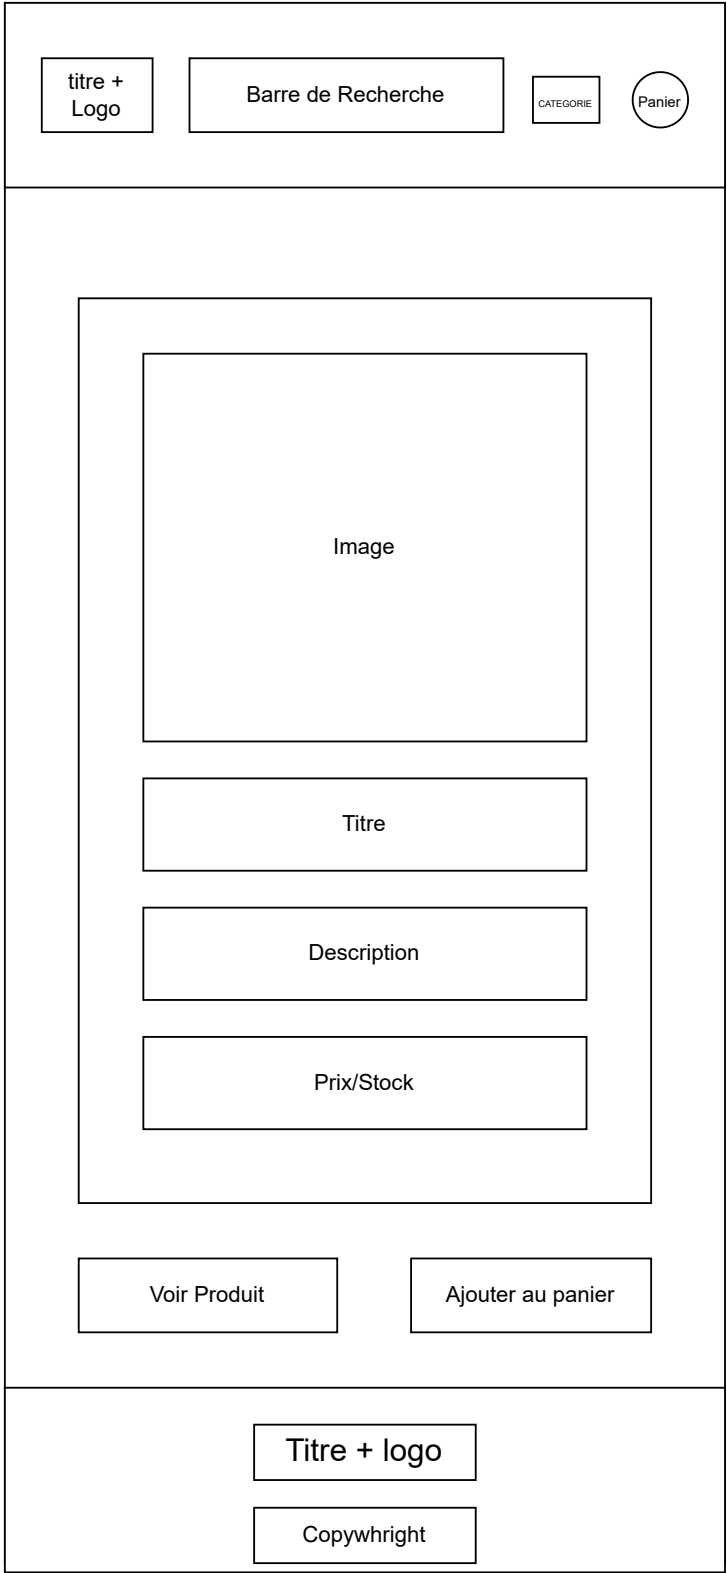 titre +
Logo
Barre de Recherche
CATEGORIE
Panier
Image
Titre
Description
Prix/Stock
Voir Produit
Ajouter au panier
Titre + logo
Copywhright